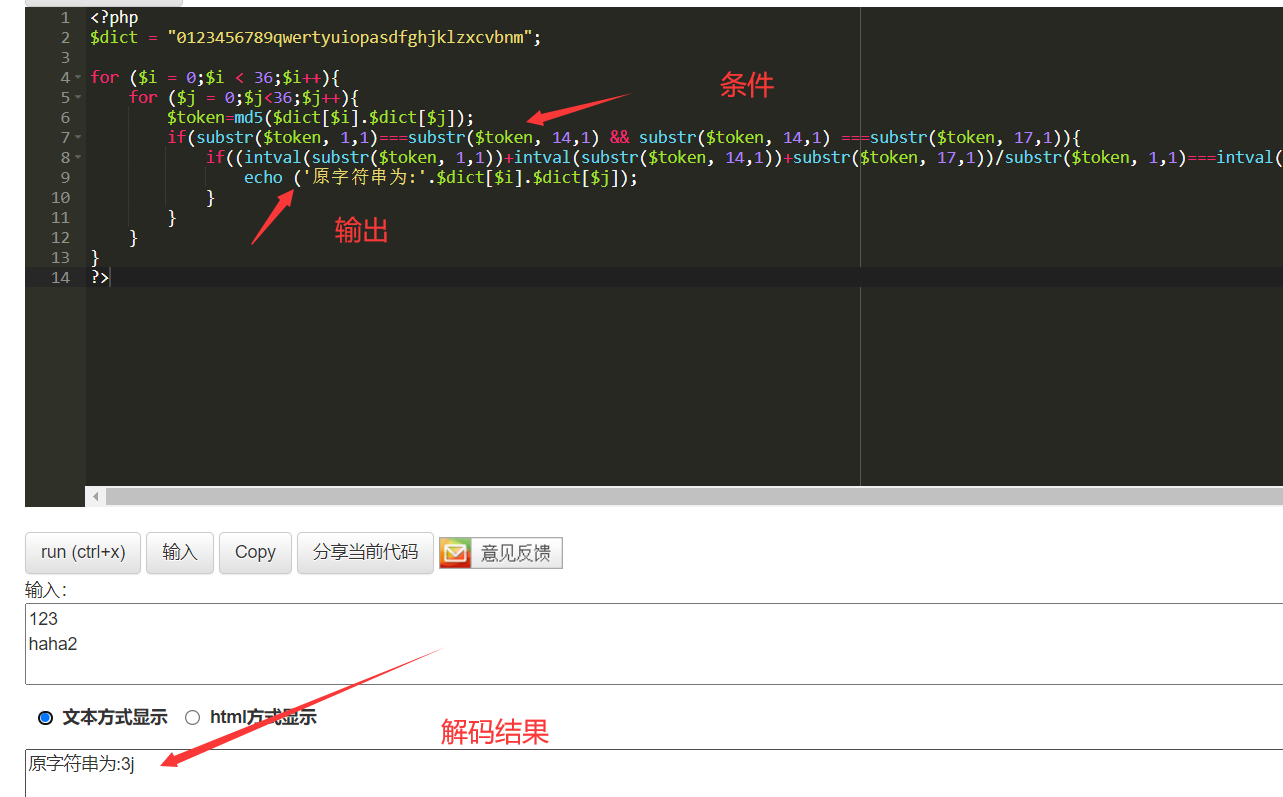 1 <?php
2 $dict = "0123456789qwertyuiopasdfghjklzxcvbnm";
3
4 for ($i = 0;$i < 36;$i++){
条件
5 for ($j = 0;$j<36;$j++){
6 $token=md5($dict[$i].$dict[$j]);
7 if(substr($token, 1,1)===substr($token, 14,1) && substr($token, 14,1) ===substr($token, 17,1)){
8 if((intval(substr($token, 1,1))+intval(substr($token, 14,1))+substr($token, 17,1))/substr($token, 1,1)===intval(
9 echo ('原字符串为:'.$dict[$i].$dict[$j]);
10 }
11 }
输出
12 }
13 }
14 ?>
run (ctrl+x) 输入 Copy 分享当前代码 意见反馈
输入：
123
haha2
文本方式显示 html方式显示
解码结果
原字符串为:3j